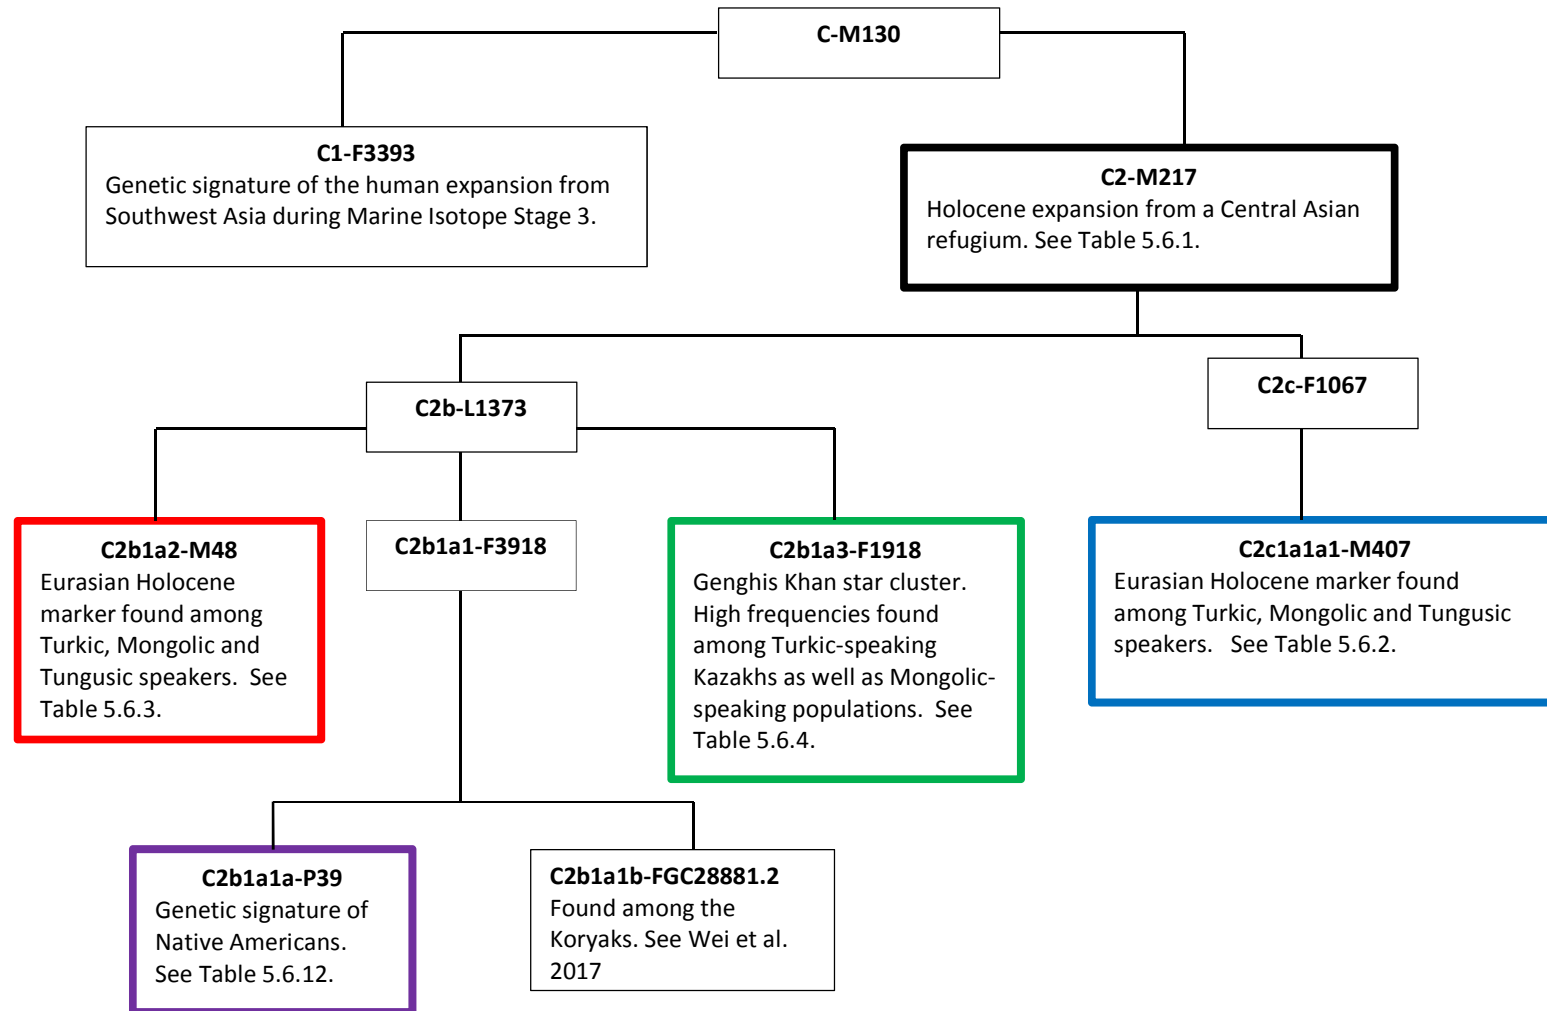 C-M130
C1-F3393
Genetic signature of the human expansion from
Southwest Asia during Marine Isotope Stage 3.
C2-M217
Holocene expansion from a Central Asian
refugium. See Table 5.6.1.
C2b-L1373
C2c-F1067
C2b1a2-M48
Eurasian Holocene
marker found among
Turkic, Mongolic and
Tungusic speakers. See
Table 5.6.3.
C2b1a1-F3918
C2b1a3-F1918
Genghis Khan star cluster.
High frequencies found
among Turkic-speaking
Kazakhs as well as Mongolic-
speaking populations. See
Table 5.6.4.
C2c1a1a1-M407
Eurasian Holocene marker found
among Turkic, Mongolic and Tungusic
speakers. See Table 5.6.2.
C2b1a1a-P39
Genetic signature of
Native Americans.
See Table 5.6.12.
C2b1a1b-FGC28881.2
Found among the
Koryaks. See Wei et al.
2017